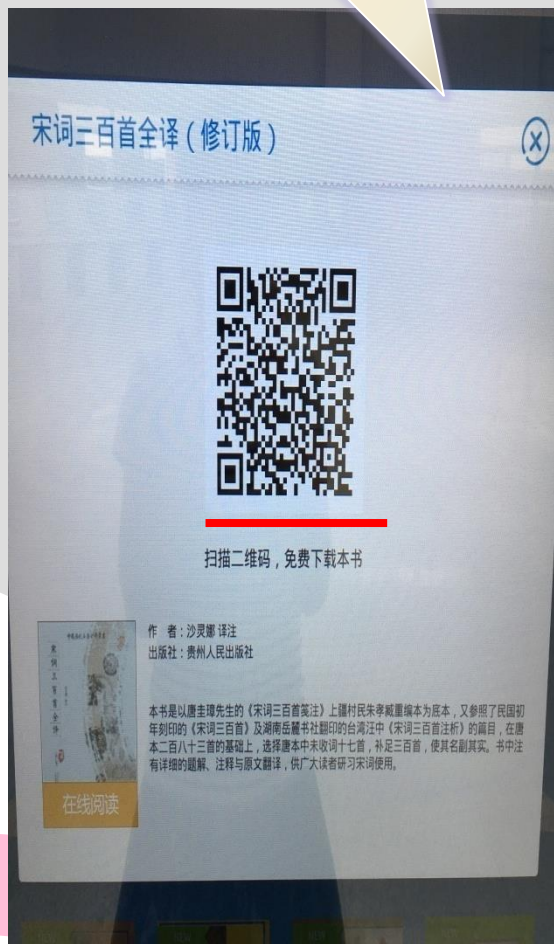 宋词三百首全译（修订版）
扫描二维码，免费下载本书
作 者：沙灵娜 译注
出版社：贵州人民出版社
本书是以唐圭璋先生的《宋词三百首笺注》上疆村民朱孝臧重编本为底本，又参照了民国初
年刻印的《宋词三百首》及湖南岳麓书社翻印的台湾汪中《宋词三百首注析》的篇目，在唐
本二百八十三首的基础上，选择唐本中未收词十七首，补足三百首，使其名副其实。书中注
有详细的题解、注释与原文翻译，供广大读者研习宋词使用。
宋词三百首全译
在线阅读